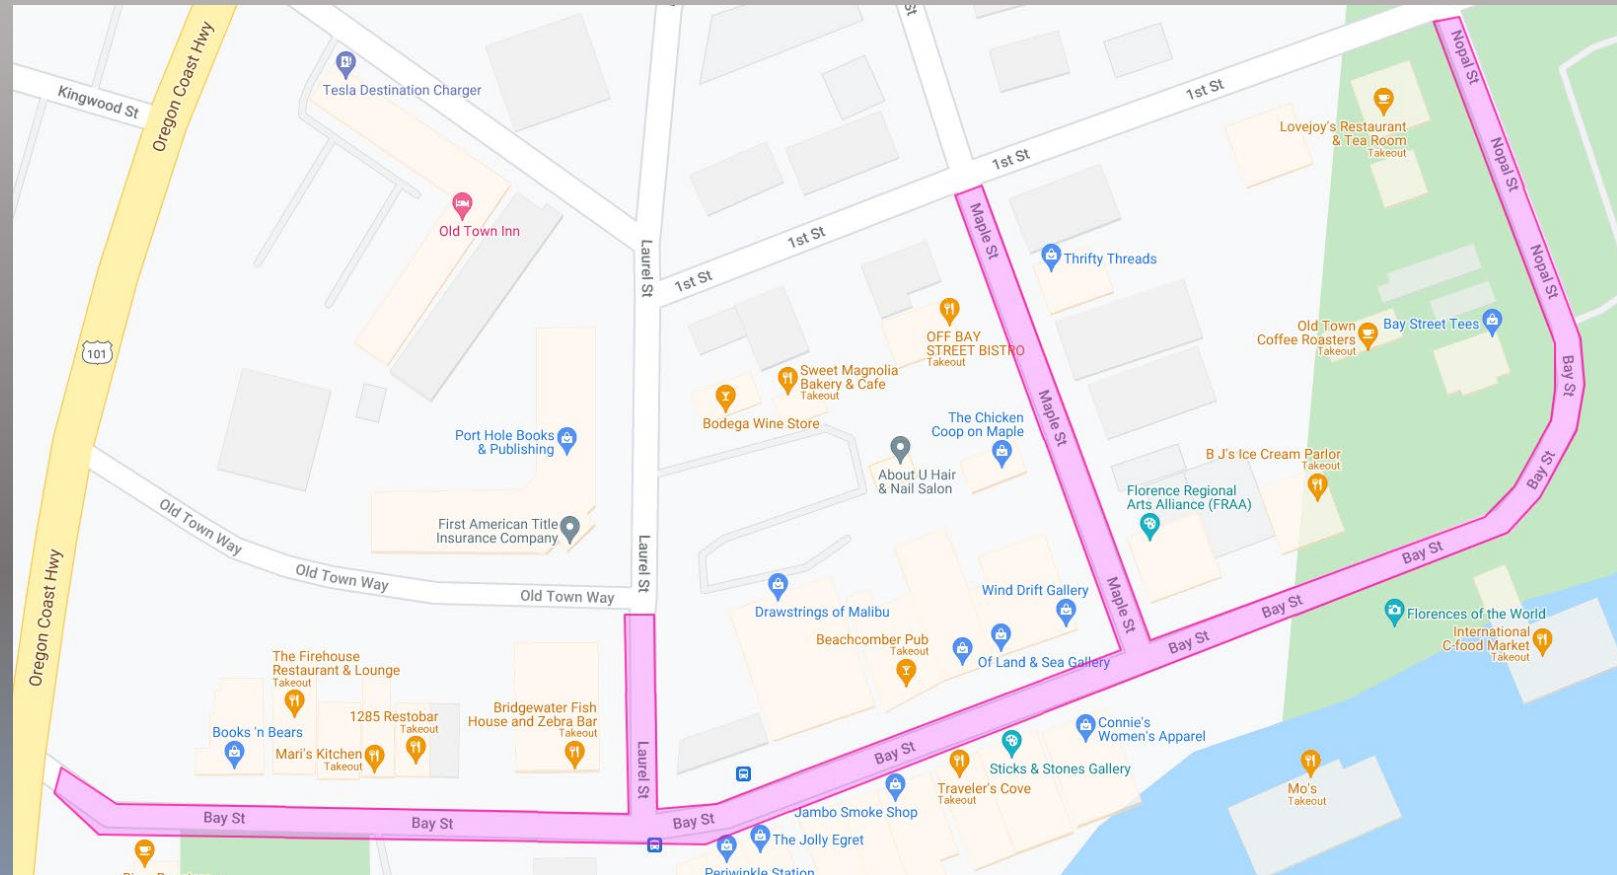 St
St
Oregon Coast Hwy
Kingwood St
Tesla Destination Charger
1st St
Nopal St
Lovejoy's Restaurant
& Tea Room
Takeout
1st St
Nopal St
Old Town Inn
Laurel St
1st St
1st St
Maple St
Thrifty Threads
Nopal St
101
OFF BAY
STREET BISTRO
Takeout
Old Town
Coffee Roasters
Takeout
Bay Street Tees
Bay St
Sweet Magnolia
Bakery & Cafe
Takeout
Bodega Wine Store
Maple St
The Chicken
Coop on Maple
Port Hole Books
& Publishing
About U Hair
& Nail Salon
B J's Ice Cream Parlor
Takeout
Bay St
Florence Regional
Arts Alliance (FRAA)
First American Title
Insurance Company
Old Town Way
Old Town Way
Old Town Way
Laurel St
Oregon Coast Hwy
Bay St
Drawstrings of Malibu
Wind Drift Gallery
Maple St
Bay St
Florences of the World
International
C-food Market
Takeout
Beachcomber Pub
Takeout
Of Land & Sea Gallery
Bay St
The Firehouse
Restaurant & Lounge
Takeout
Books 'n Bears
1285 Restobar
Takeout
Mari's Kitchen
Takeout
Bridgewater Fish
House and Zebra Bar
Takeout
Laurel St
Bay St
Connie's
Women's Apparel
Sticks & Stones Gallery
Traveler's Cove
Takeout
Mo's
Takeout
Jambo Smoke Shop
Bay St
Bay St
Bay St
The Jolly Egret
Periwinkle Station